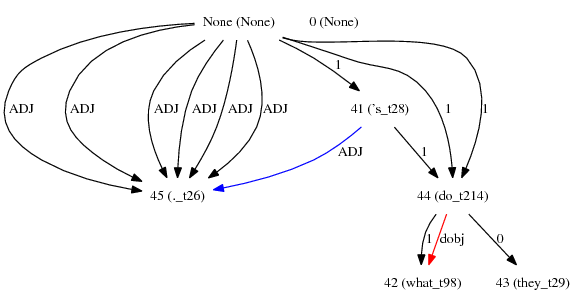 None (None) 0 (None)
1
41 ('s_t28)
ADJ ADJ ADJ ADJ ADJ ADJ 1 1
ADJ 1
45 (._t26) 44 (do_t214)
1 dobj 0
42 (what_t98) 43 (they_t29)